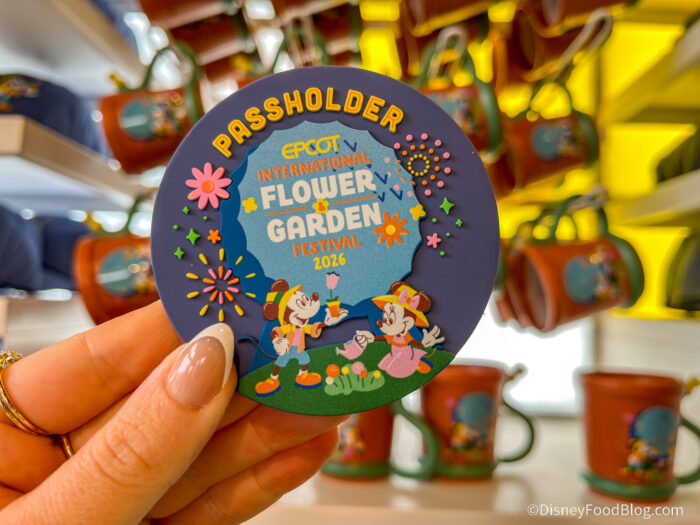 PASSHOLDER
EPCOT
INTERNATIONAL
FLOWER
GARDEN
FESTIVAL
2026
©DisneyFoodBlog.com